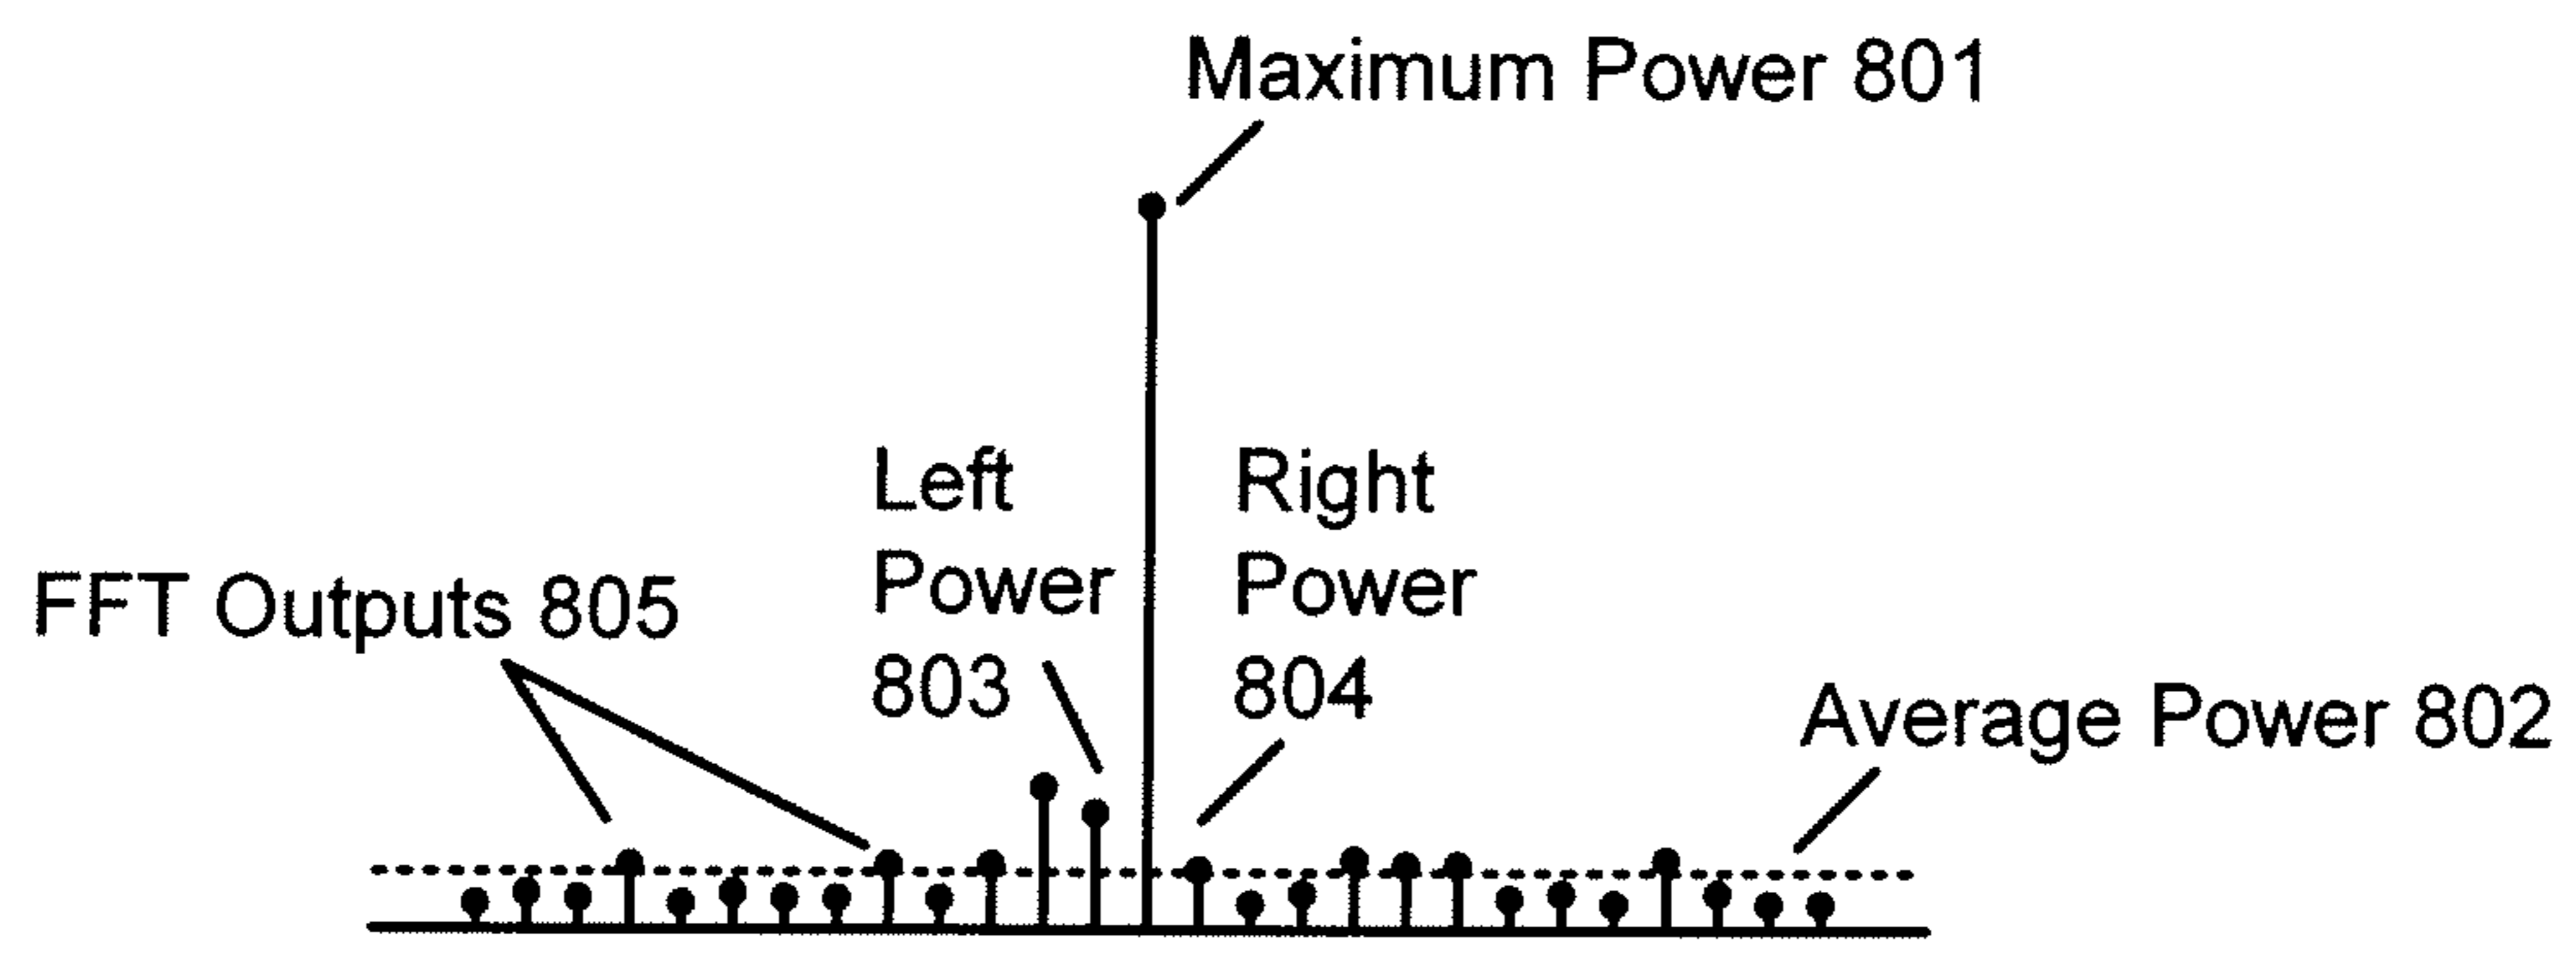 Maximum Power 801
Left
Power
803
Right
Power
804
FFT Outputs 805
Average Power 802